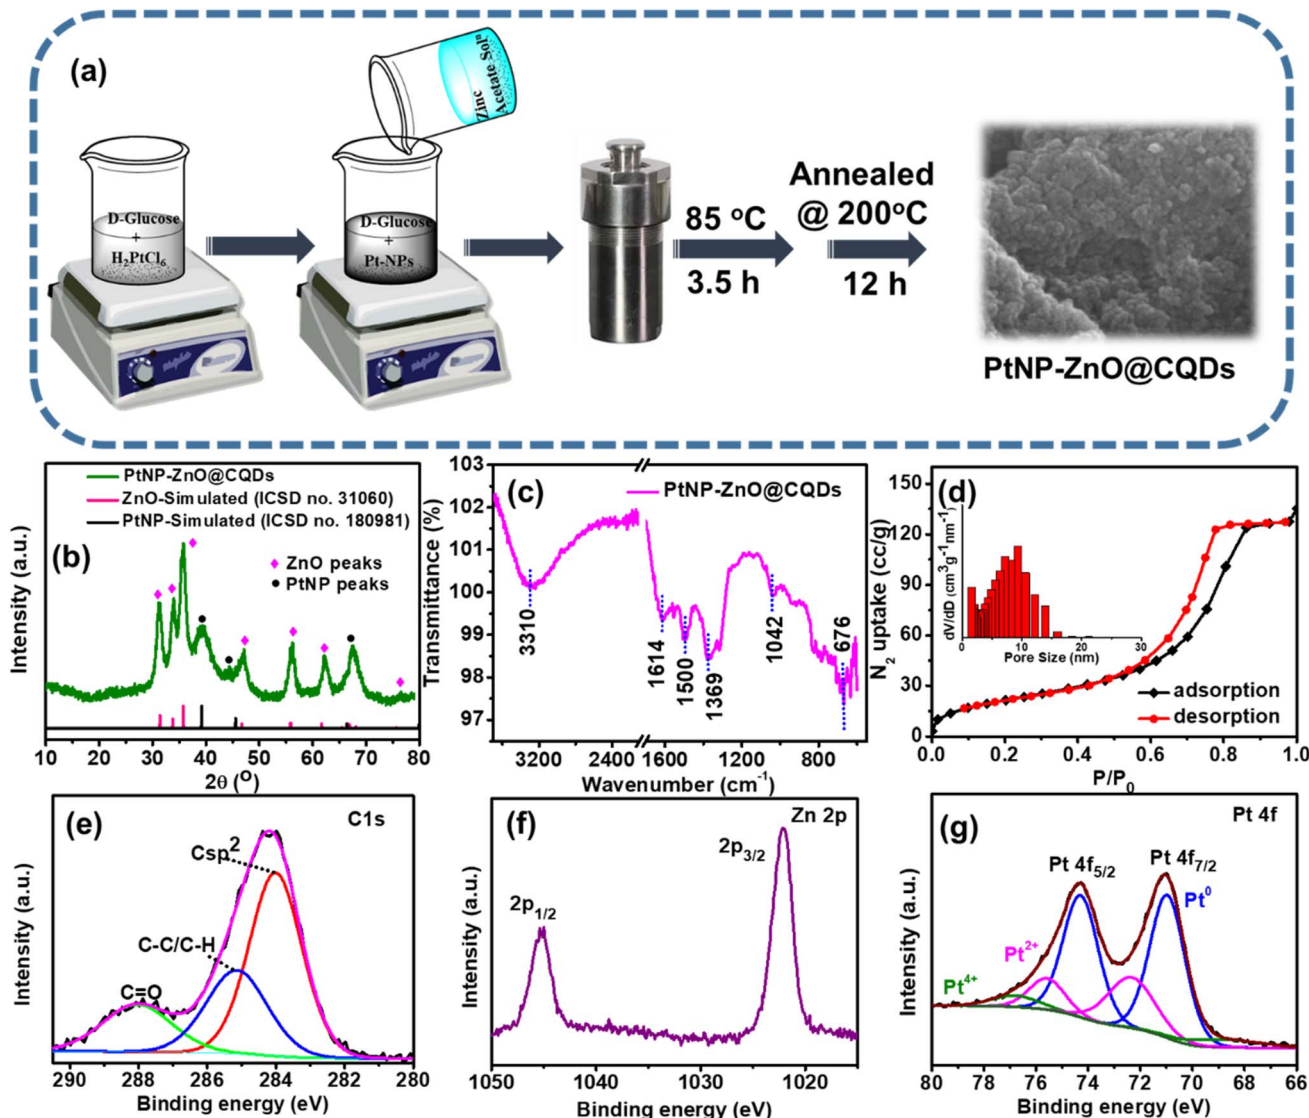 (a)
Zinc
Acetate Solⁿ
D-Glucose
+
H₂PtCl₆
D-Glucose
+
Pt-NPs
85 °C
3.5 h
Annealed
@ 200°C
12 h
PtNP-ZnO@CQDs
(b)
PtNP-ZnO@CQDs
ZnO-Simulated (ICSD no. 31060)
PtNP-Simulated (ICSD no. 180981)
ZnO peaks
PtNP peaks
Intensity (a.u.)
10 20 30 40 50 60 70 80
2θ (°)
(c)
PtNP-ZnO@CQDs
Transmittance (%)
103
102
101
100
99
98
97
3310
1614
1500
1369
1042
676
3200 2400 1600 1200 800
Wavenumber (cm⁻¹)
(d)
N₂ uptake (cc/g)
150
120
90
60
30
0
dV/dD (cm³g⁻¹nm⁻¹)
0 10 20 30
Pore Size (nm)
adsorption
desorption
0.0 0.2 0.4 0.6 0.8 1.0
P/P₀
(e)
C1s
Csp²
C-C/C-H
C=O
Intensity (a.u.)
290 288 286 284 282 280
Binding energy (eV)
(f)
Zn 2p
2p₃/₂
2p₁/₂
Intensity (a.u.)
1050 1040 1030 1020
Binding energy (eV)
(g)
Pt 4f
Pt 4f₅/₂ Pt 4f₇/₂
Pt⁰
Pt²⁺
Pt⁴⁺
Intensity (a.u.)
80 78 76 74 72 70 68 66
Binding energy (eV)